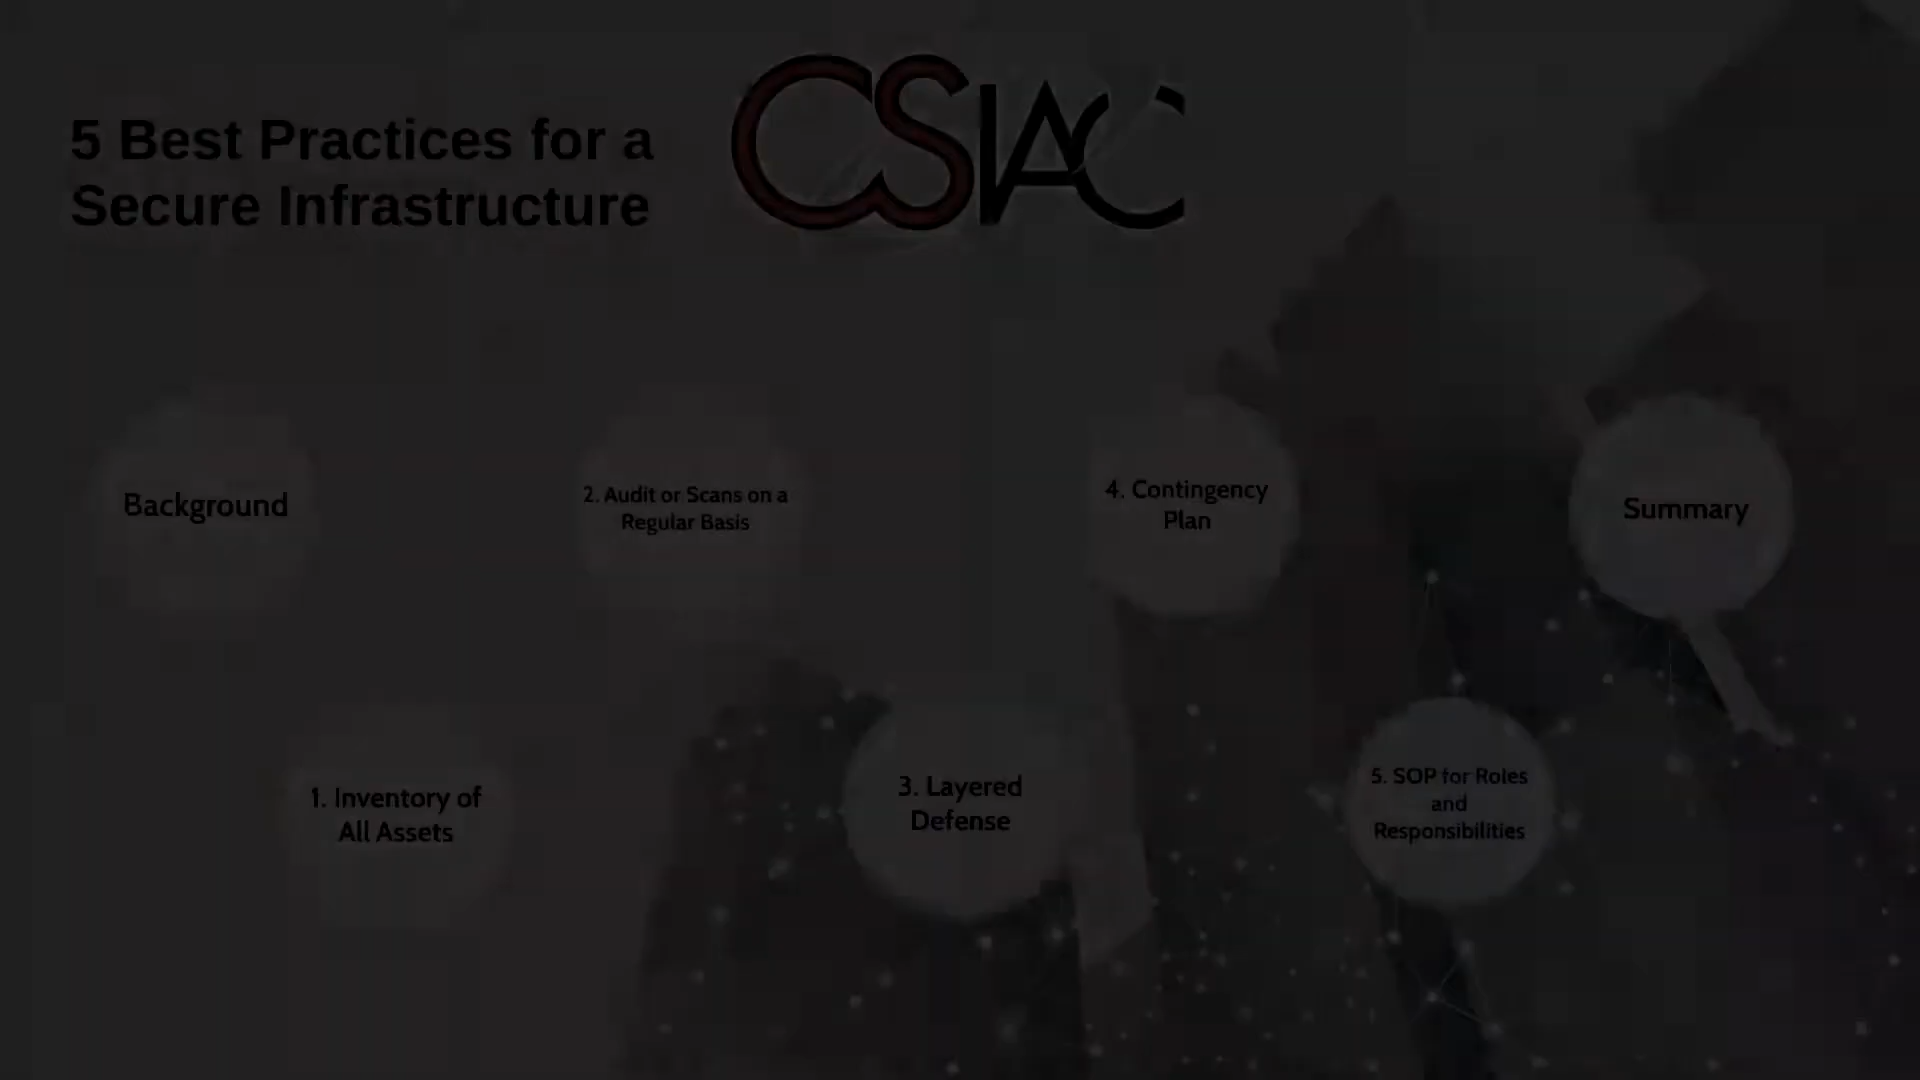 5 Best Practices for a
Secure Infrastructure
CSIAC
Background
2. Audit or Scans on a
Regular Basis
4. Contingency
Plan
Summary
1. Inventory of
All Assets
3. Layered
Defense
5. SOP for Roles
and
Responsibilities